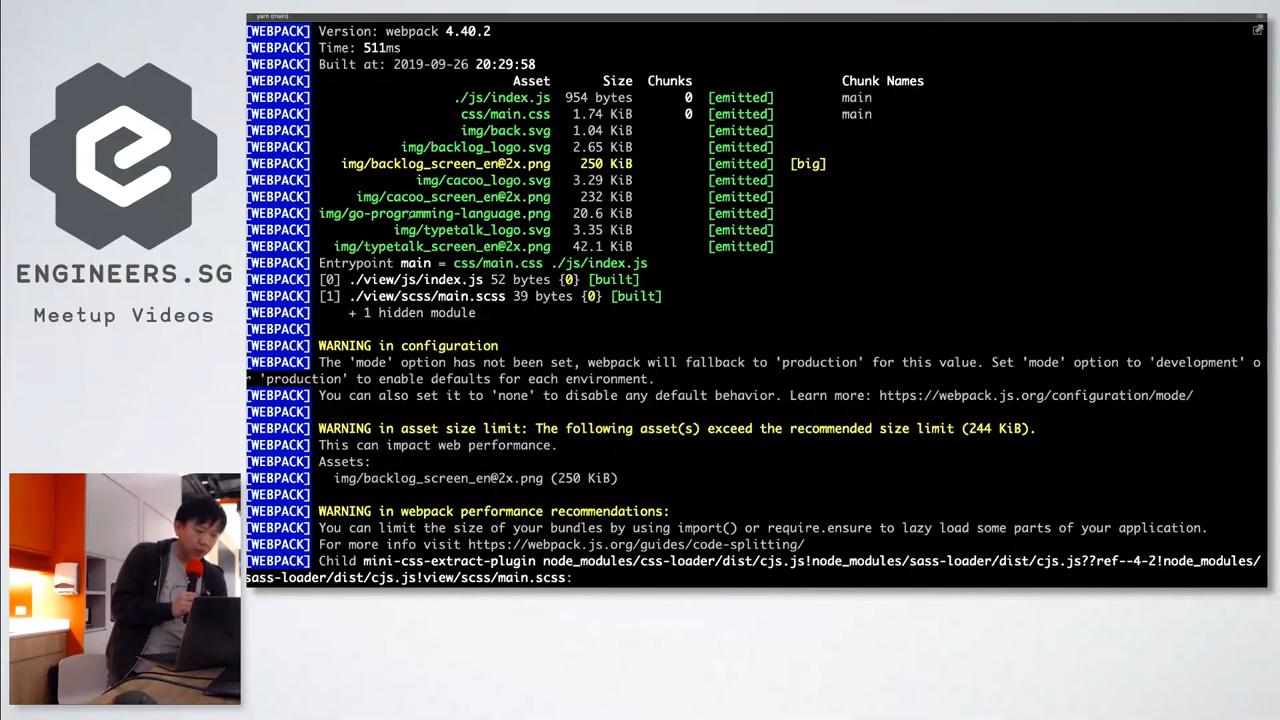 yarn (main)
[WEBPACK] Version: webpack 4.40.2
[WEBPACK] Time: 511ms
[WEBPACK] Built at: 2019-09-26 20:29:58
[WEBPACK] Asset Size Chunks Chunk Names
[WEBPACK] ./js/index.js 954 bytes 0 [emitted] main
[WEBPACK] css/main.css 1.74 KiB 0 [emitted] main
[WEBPACK] img/back.svg 1.04 KiB [emitted]
[WEBPACK] img/backlog_logo.svg 2.65 KiB [emitted]
[WEBPACK] img/backlog_screen_en@2x.png 250 KiB [emitted] [big]
[WEBPACK] img/cacoo_logo.svg 3.29 KiB [emitted]
[WEBPACK] img/cacoo_screen_en@2x.png 232 KiB [emitted]
[WEBPACK] img/go-programming-language.png 20.6 KiB [emitted]
[WEBPACK] img/typetalk_logo.svg 3.35 KiB [emitted]
[WEBPACK] img/typetalk_screen_en@2x.png 42.1 KiB [emitted]
[WEBPACK] Entrypoint main = css/main.css ./js/index.js
[WEBPACK] [0] ./view/js/index.js 52 bytes {0} [built]
[WEBPACK] [1] ./view/scss/main.scss 39 bytes {0} [built]
[WEBPACK] + 1 hidden module
[WEBPACK]
[WEBPACK] WARNING in configuration
[WEBPACK] The 'mode' option has not been set, webpack will fallback to 'production' for this value. Set 'mode' option to 'development' o
r 'production' to enable defaults for each environment.
[WEBPACK] You can also set it to 'none' to disable any default behavior. Learn more: https://webpack.js.org/configuration/mode/
[WEBPACK]
[WEBPACK] WARNING in asset size limit: The following asset(s) exceed the recommended size limit (244 KiB).
[WEBPACK] This can impact web performance.
[WEBPACK] Assets:
[WEBPACK] img/backlog_screen_en@2x.png (250 KiB)
[WEBPACK]
[WEBPACK] WARNING in webpack performance recommendations:
[WEBPACK] You can limit the size of your bundles by using import() or require.ensure to lazy load some parts of your application.
[WEBPACK] For more info visit https://webpack.js.org/guides/code-splitting/
[WEBPACK] Child mini-css-extract-plugin node_modules/css-loader/dist/cjs.js!node_modules/sass-loader/dist/cjs.js??ref--4-2!node_modules/
sass-loader/dist/cjs.js!view/scss/main.scss:
ENGINEERS.SG
Meetup Videos